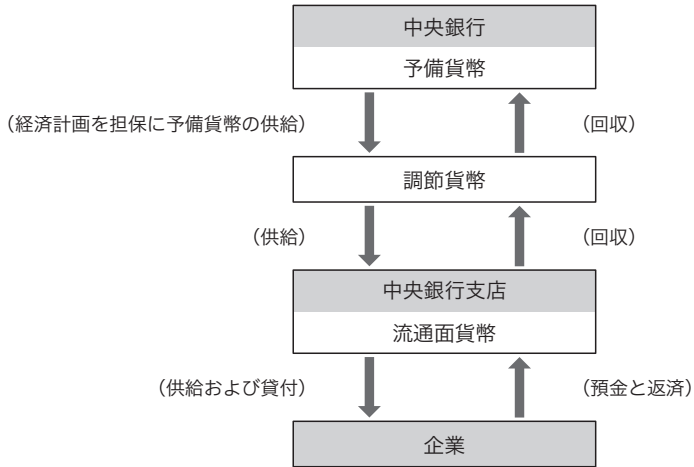 中央銀行
予備貨幣
（経済計画を担保に予備貨幣の供給）
（回収）
調節貨幣
（供給）
（回収）
中央銀行支店
流通面貨幣
（供給および貸付）
（預金と返済）
企業